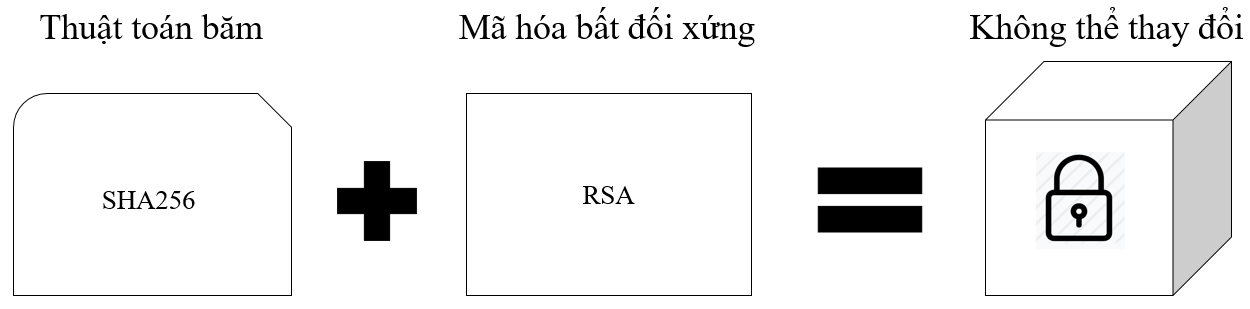 Thuật toán băm
Mã hóa bất đối xứng
Không thể thay đổi
SHA256
RSA